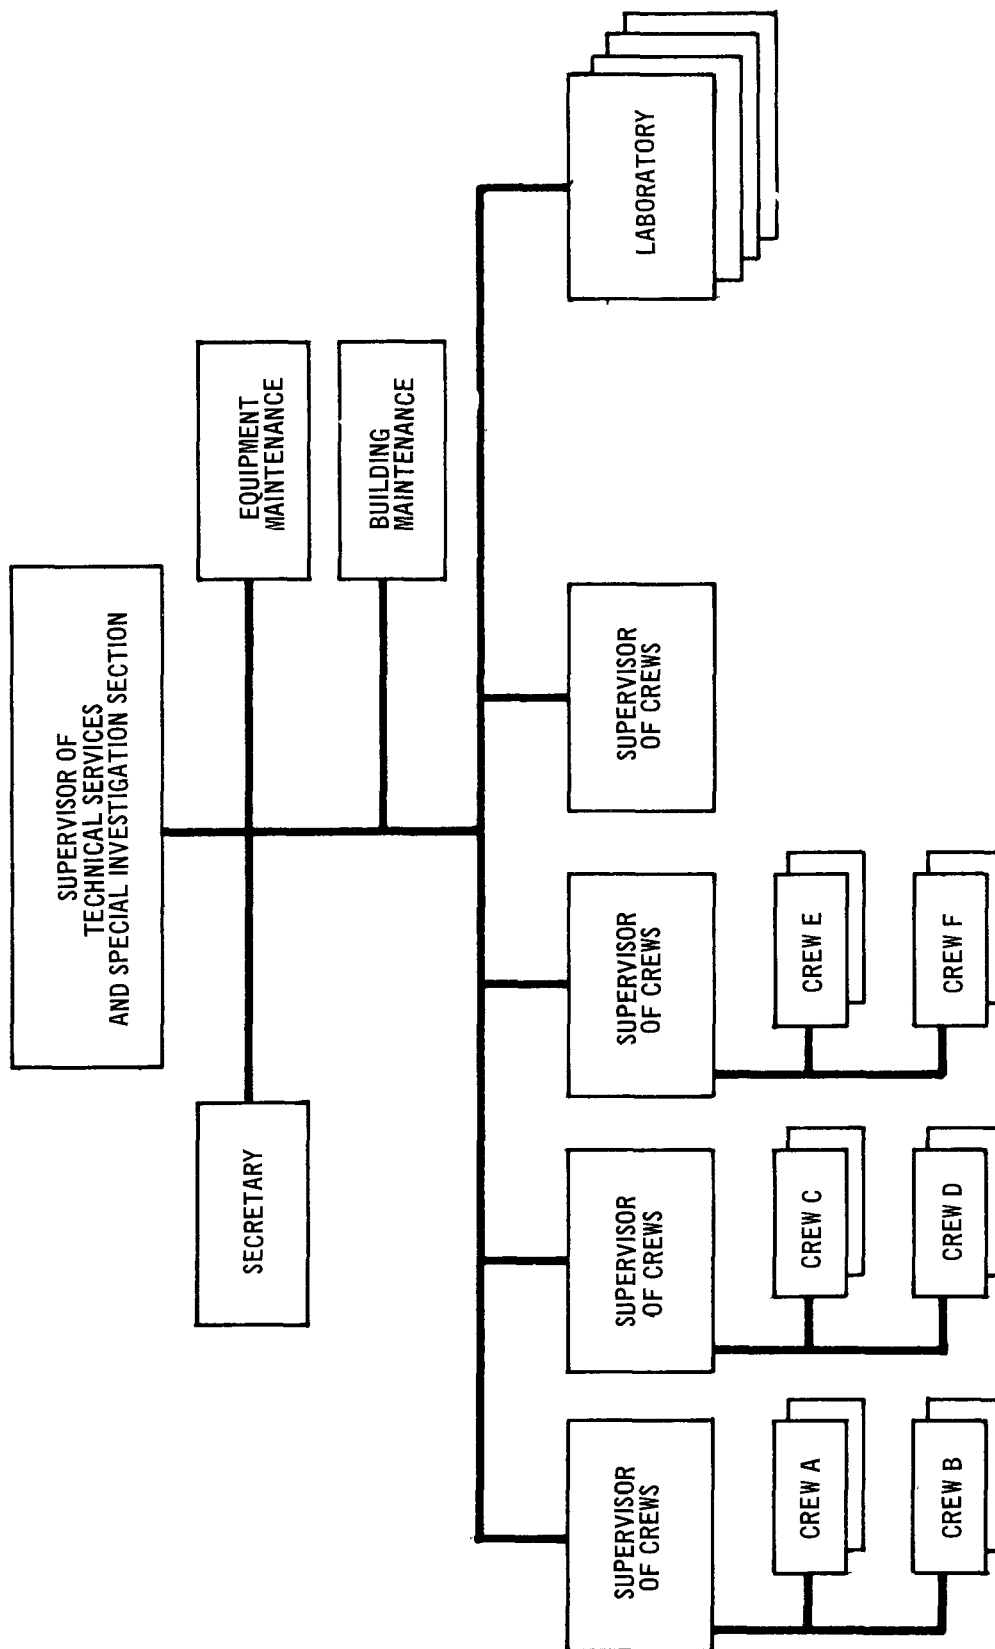 SUPERVISOR OF
TECHNICAL SERVICES
AND SPECIAL INVESTIGATION SECTION
SECRETARY
EQUIPMENT
MAINTENANCE
BUILDING
MAINTENANCE
SUPERVISOR
OF CREWS
SUPERVISOR
OF CREWS
SUPERVISOR
OF CREWS
SUPERVISOR
OF CREWS
LABORATORY
CREW A
CREW C
CREW E
CREW B
CREW D
CREW F